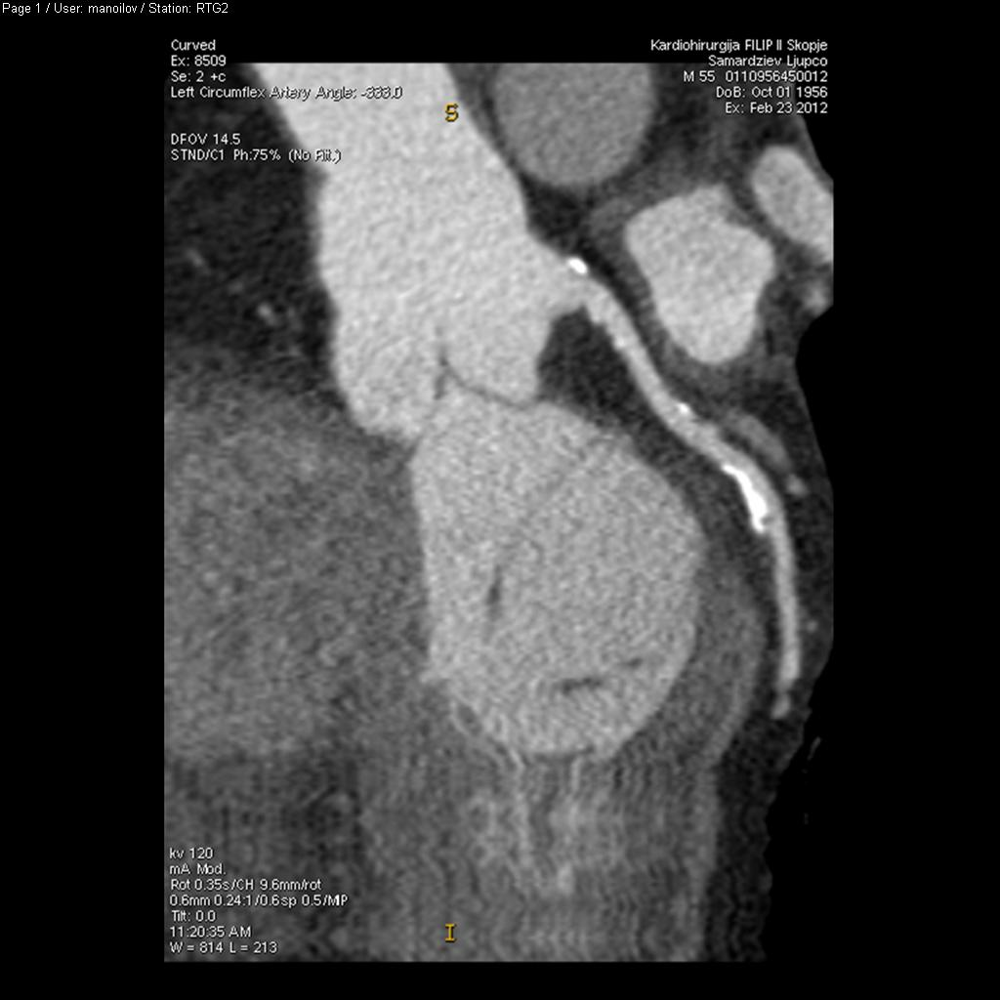 Page 1 / User: manoilov / Station: RTG2
Curved
Ex: 8509
Se: 2 +c
Left Circumflex Artery Angle: -333.0
DFOV 14.5
STND/C1 Ph:75% (No Filt.)
Kardiohirurgija FILIP II Skopje
Samardziev Ljupco
M 55 0110956450012
DoB: Oct 01 1956
Ex: Feb 23 2012
S
kv 120
mA Mod.
Rot 0.35s/CH 9.6mm/rot
0.6mm 0.24:1/0.6sp 0.5/MIP
Tilt: 0.0
11:20:35 AM
W = 814 L = 213
I